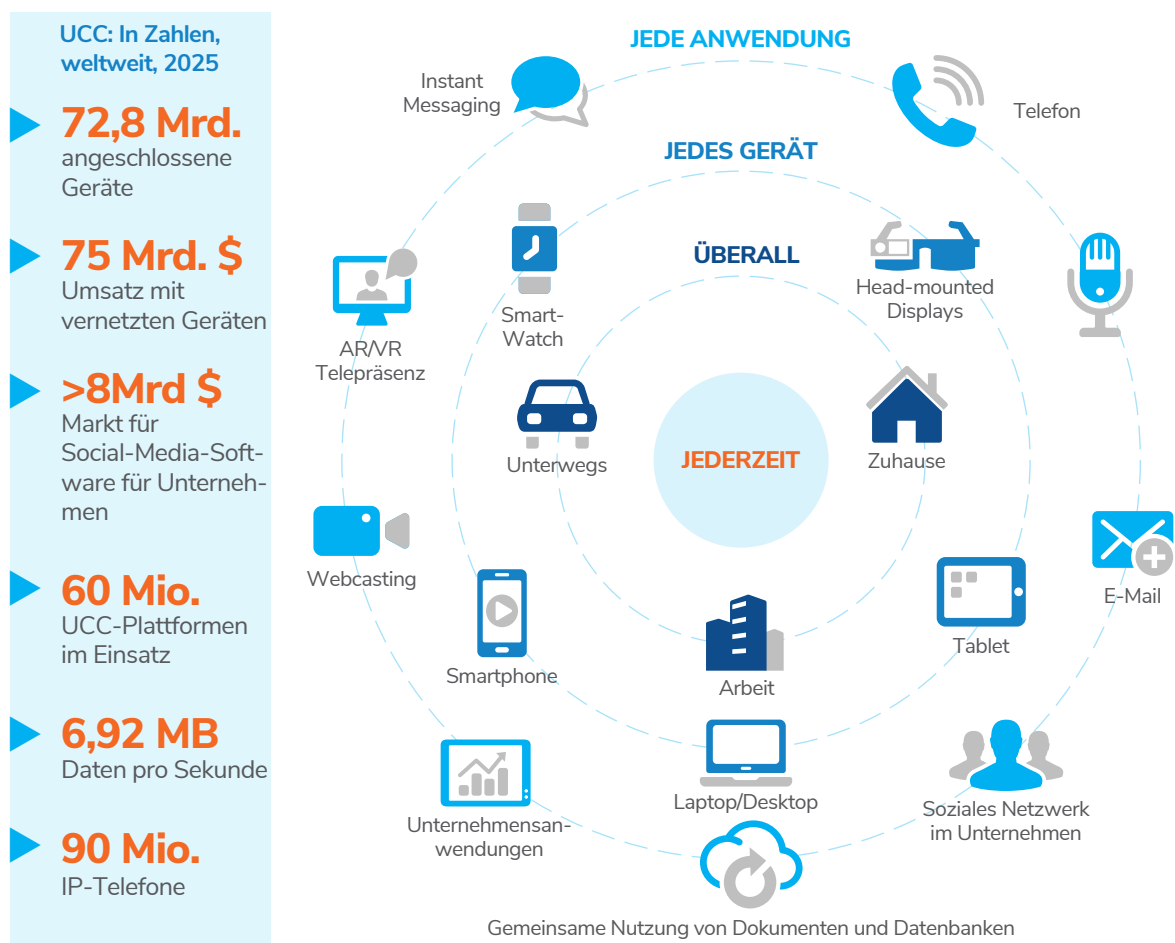 UCC: In Zahlen,
weltweit, 2025
72,8 Mrd.
angeschlossene
Geräte
75 Mrd. $
Umsatz mit
vernetzten Geräten
>8Mrd $
Markt für
Social-Media-Soft-
ware für Unterneh-
men
60 Mio.
UCC-Plattformen
im Einsatz
6,92 MB
Daten pro Sekunde
90 Mio.
IP-Telefone
JEDE ANWENDUNG
Instant
Messaging
Telefon
JEDES GERÄT
ÜBERALL
Smart-
Watch
Head-mounted
Displays
AR/VR
Telepräsenz
Unterwegs
JEDERZEIT
Zuhause
Webcasting
E-Mail
Smartphone
Tablet
Arbeit
Laptop/Desktop
Unternehmensan-
wendungen
Soziales Netzwerk
im Unternehmen
Gemeinsame Nutzung von Dokumenten und Datenbanken